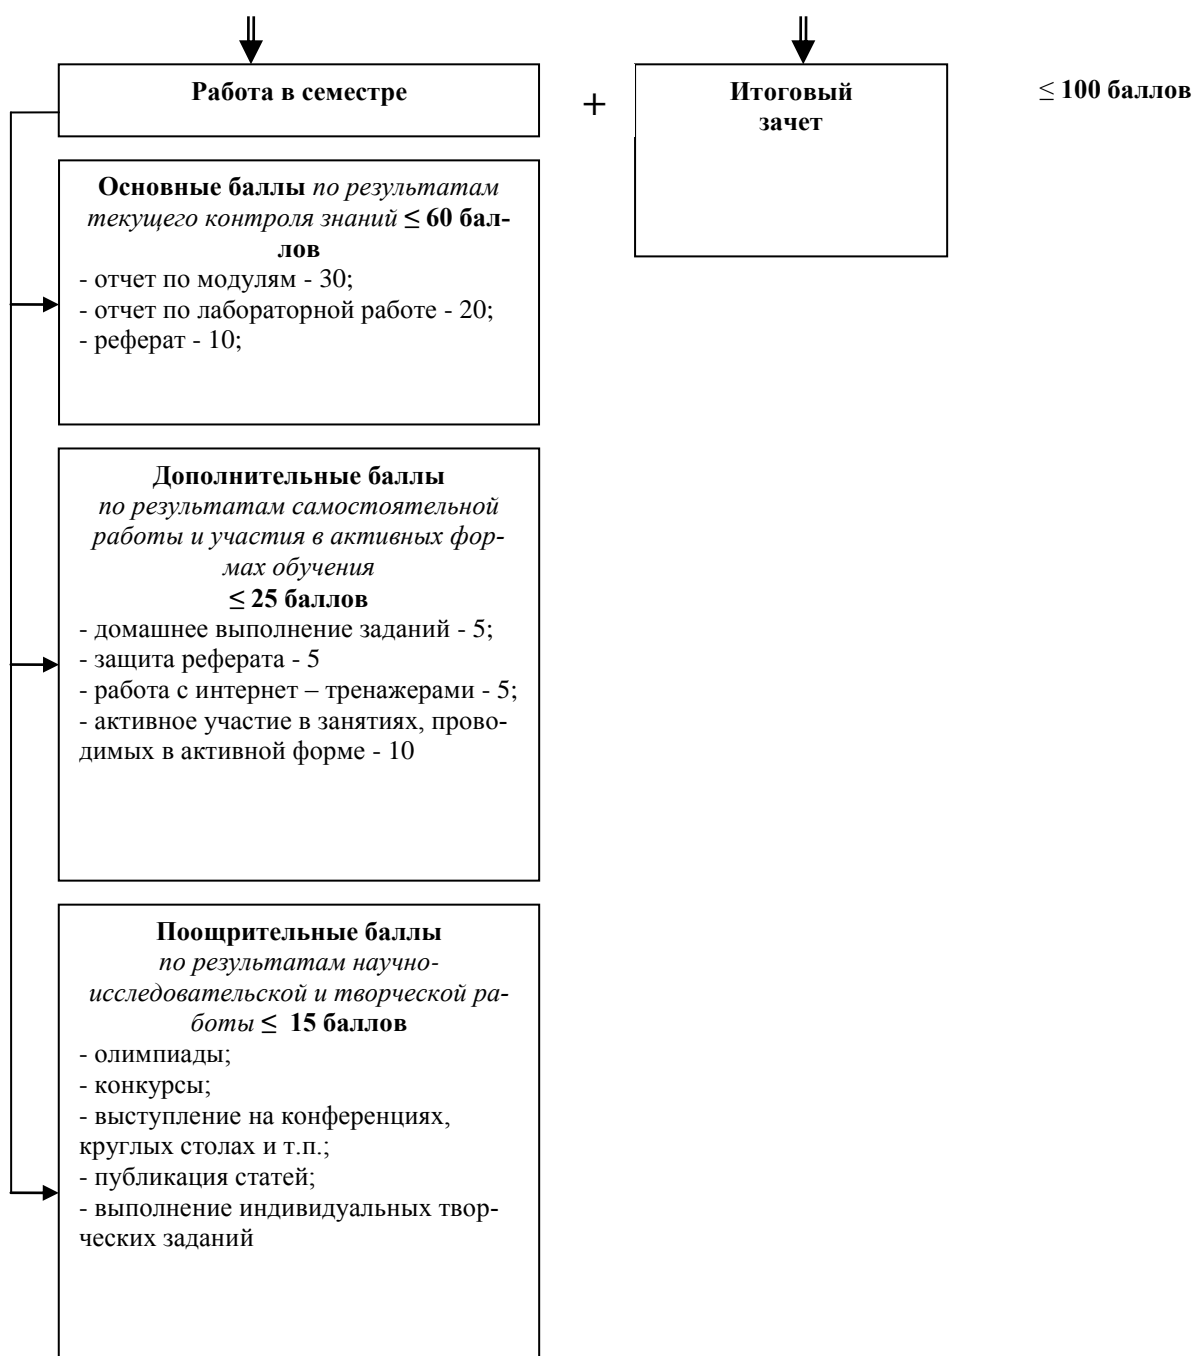 Работа в семестре
+
Итоговый
зачет
≤ 100 баллов
Основные баллы по результатам
текущего контроля знаний ≤ 60 бал-
лов
- отчет по модулям - 30;
- отчет по лабораторной работе - 20;
- реферат - 10;
Дополнительные баллы
по результатам самостоятельной
работы и участия в активных фор-
мах обучения
≤ 25 баллов
- домашнее выполнение заданий - 5;
- защита реферата - 5
- работа с интернет – тренажерами - 5;
- активное участие в занятиях, прово-
димых в активной форме - 10
Поощрительные баллы
по результатам научно-
исследовательской и творческой ра-
боты ≤ 15 баллов
- олимпиады;
- конкурсы;
- выступление на конференциях,
круглых столах и т.п.;
- публикация статей;
- выполнение индивидуальных твор-
ческих заданий